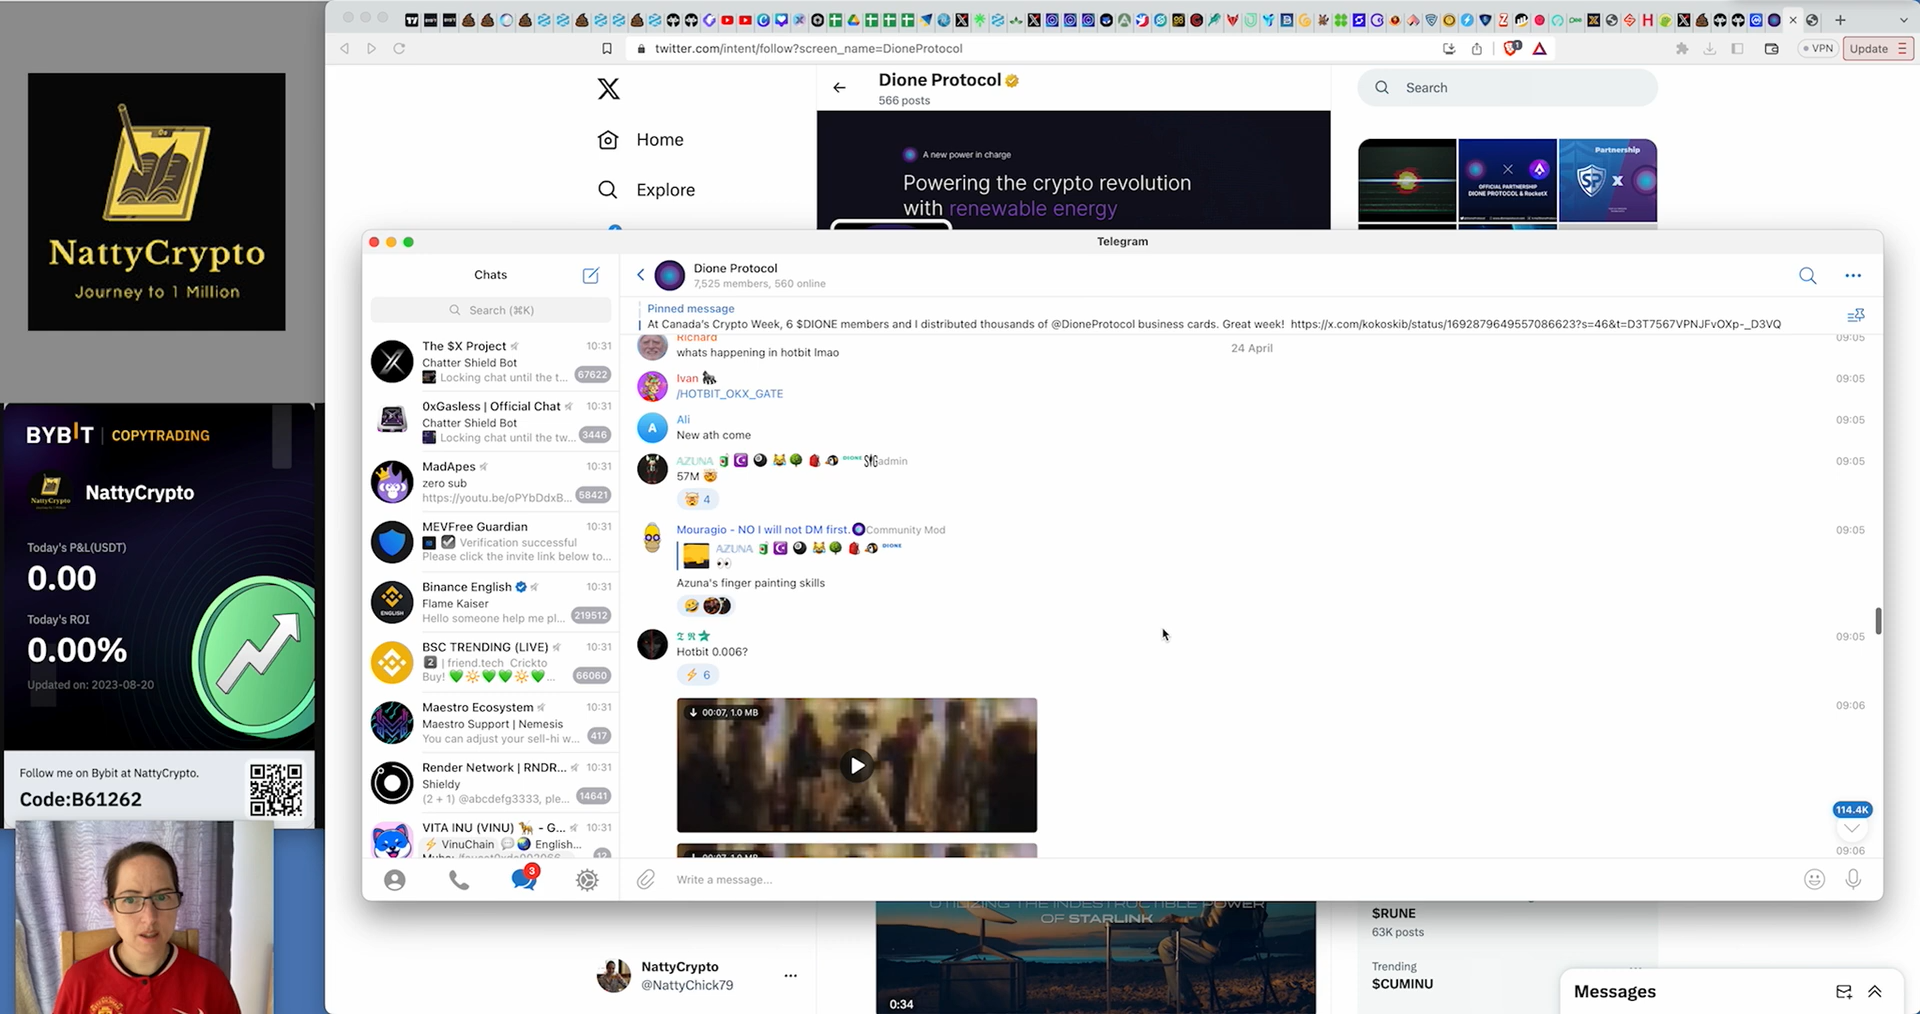 NattyCrypto
Journey to 1 Million
BYBIT | COPYTRADING
NattyCrypto
NattyCrypto
Today's P&L(USDT)
0.00
Today's ROI
0.00%
Updated on: 2023-08-20
Follow me on Bybit at NattyCrypto.
Code:B61262
twitter.com/intent/follow?screen_name=DioneProtocol
VPN
Update
Home
Explore
Dione Protocol
566 posts
A new power in charge
Powering the crypto revolution
with renewable energy
Search
OFFICIAL PARTNERSHIP
DIONE PROTOCOL & RocketX
Partnership
SP X
Telegram
Chats
Search (⌘K)
The $X Project 10:31
Chatter Shield Bot
Locking chat until the t... 67622
0xGasless | Official Chat 10:31
Chatter Shield Bot
Locking chat until the tw... 3446
MadApes 10:31
zero sub
https://youtu.be/oPYbDdxB... 58421
MEVFree Guardian 10:31
Verification successful
Please click the invite link below to...
Binance English 10:31
Flame Kaiser
Hello someone help me pl... 219512
ENGLISH
BSC TRENDING (LIVE) 10:31
2 | friend.tech Crickto
Buy! 66060
Maestro Ecosystem 10:31
Maestro Support | Nemesis
You can adjust your sell-hi w... 417
Render Network | RNDR... 10:31
Shieldy
(2 + 1) @abcdefg3333, ple... 14641
VITA INU (VINU) - G... 10:31
VinuChain English...
3
Dione Protocol
7,525 members, 560 online
Pinned message
At Canada's Crypto Week, 6 $DIONE members and I distributed thousands of @DioneProtocol business cards. Great week! https://x.com/kokoskib/status/1692879649557086623?s=46&t=D3T7567VPNJFvOXp-_D3VQ
Richard 24 April 09:05
whats happening in hotbit lmao
Ivan 09:05
/HOTBIT_OKX_GATE
A
Ali 09:05
New ath come
AZUNA DIONE admin 09:05
57M
4
Mouragio - NO I will not DM first. Community Mod 09:05
AZUNA DIONE
Azuna's finger painting skills
09:05
Hotbit 0.006?
6
00:07, 1.0 MB 09:06
114.4K
09:06
Write a message...
UTILIZING THE INDESTRUCTIBLE POWER
OF STARLINK
0:34
NattyCrypto
@NattyChick79
$RUNE
63K posts
Trending
$CUMINU
Messages